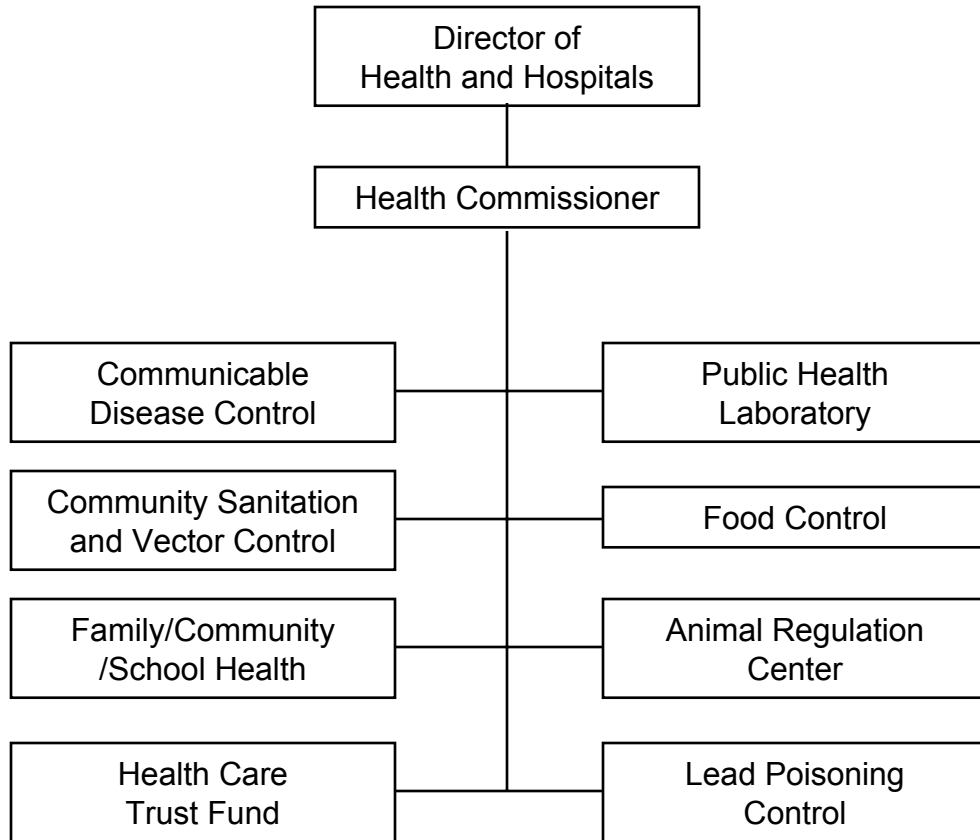 Director of
Health and Hospitals
Health Commissioner
Communicable
Disease Control
Public Health
Laboratory
Community Sanitation
and Vector Control
Food Control
Family/Community
/School Health
Animal Regulation
Center
Health Care
Trust Fund
Lead Poisoning
Control